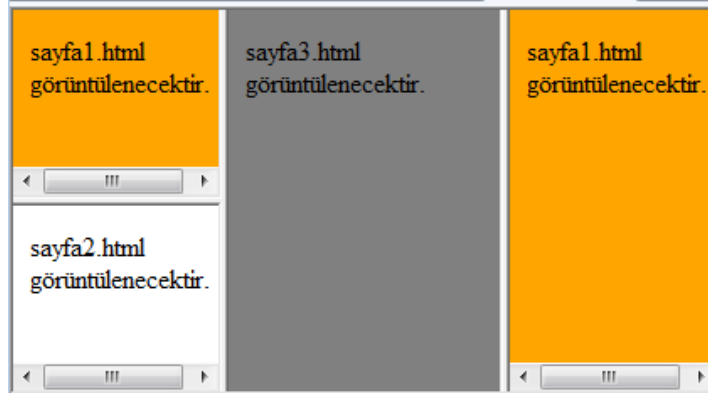 sayfa1.html
görüntülenecektir.
sayfa2.html
görüntülenecektir.
sayfa3.html
görüntülenecektir.
sayfa1.html
görüntülenecektir.